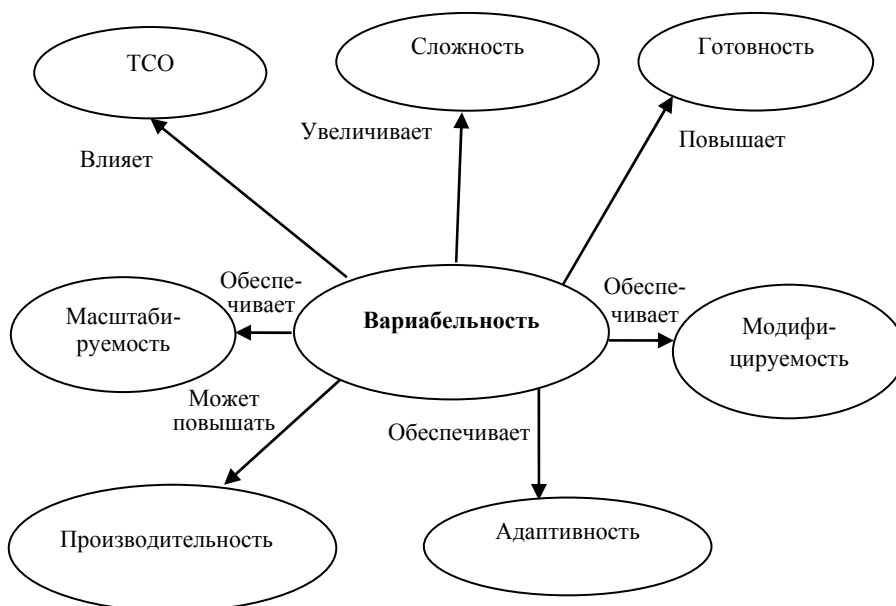 ТСО
Сложность
Готовность
Влияет
Увеличивает
Повышает
Обеспе-
чивает
Обеспе-
чивает
Масштаби-
руемость
Вариабельность
Модифи-
цируемость
Может
повышать
Обеспечивает
Производительность
Адаптивность